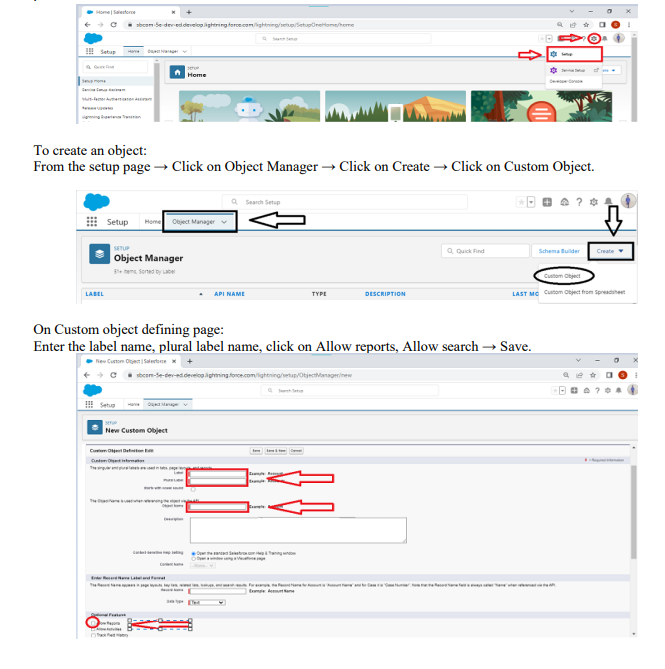 Home | Salesforce
sbcom-5e-dev-ed.develop.lightning.force.com/lightning/setup/SetupOneHome/home
Search Setup
Setup
Setup Home Object Manager
Service Setup
Quick Find
SETUP
Home
Developer Console
Setup Home
Service Setup Assistant
Multi-Factor Authentication Assistant
Release Updates
Lightning Experience Transition
To create an object:
From the setup page → Click on Object Manager → Click on Create → Click on Custom Object.
Search Setup
Setup Home Object Manager
SETUP
Object Manager
51+ Items, Sorted by Label
Quick Find
Schema Builder
Create
Custom Object
Custom Object from Spreadsheet
LABEL API NAME TYPE DESCRIPTION LAST MO
On Custom object defining page:
Enter the label name, plural label name, click on Allow reports, Allow search → Save.
New Custom Object | Salesforce
sbcom-5e-dev-ed.develop.lightning.force.com/lightning/setup/ObjectManager/new
Search Setup
Setup Home Object Manager
SETUP
New Custom Object
Custom Object Definition Edit Save Save & New Cancel
Custom Object Information = Required Information
The singular and plural labels are used in tabs, page layouts, and reports.
Label Example: Account
Plural Label Example:
Starts with vowel sound
The Object Name is used when referencing the object via the API.
Object Name Example:
Description
Context-Sensitive Help Setting Open the standard Salesforce.com Help & Training window
Open a window using a Visualforce page
Content Name
Enter Record Name Label and Format
The Record Name appears in page layouts, key lists, related lists, lookups, and search results. For example, the Record Name for Account is "Account Name" and for Case it is "Case Number". Note that the Record Name field is always called "Name" when referenced via the API.
Record Name Example: Account Name
Data Type Text
Optional Features
Allow Reports
Allow Activities
Track Field History